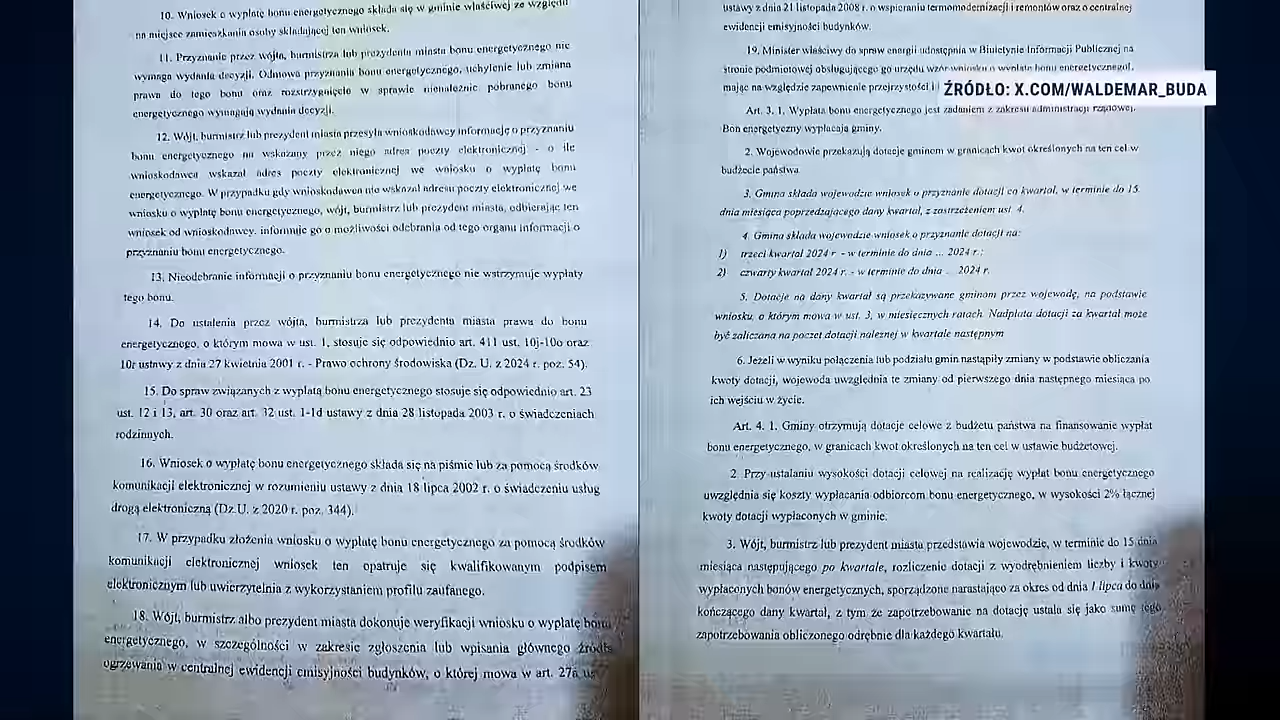 10. Wniosek o wypłatę bonu energetycznego składa się w gminie właściwej ze względu
na miejsce zamieszkania osoby składającej ten wniosek.
11. Przyznanie przez wójta, burmistrza lub prezydenta miasta bonu energetycznego nie
wymaga wydania decyzji. Odmowa przyznania bonu energetycznego, uchylenie lub zmiana
prawa do tego bonu oraz rozstrzygnięcie w sprawie nienależnie pobranego bonu
energetycznego wymagają wydania decyzji.
12. Wójt, burmistrz lub prezydent miasta przesyła wnioskodawcy informację o przyznaniu
bonu energetycznego na wskazany przez niego adres poczty elektronicznej - o ile
wnioskodawca wskazał adres poczty elektronicznej we wniosku o wypłatę bonu
energetycznego. W przypadku gdy wnioskodawca nie wskazał adresu poczty elektronicznej we
wniosku o wypłatę bonu energetycznego, wójt, burmistrz lub prezydent miasta, odbierając ten
wniosek od wnioskodawcy, informuje go o możliwości odebrania od tego organu informacji o
przyznaniu bonu energetycznego.
13. Nieodebranie informacji o przyznaniu bonu energetycznego nie wstrzymuje wypłaty
tego bonu.
14. Do ustalenia przez wójta, burmistrza lub prezydenta miasta prawa do bonu
energetycznego, o którym mowa w ust. 1, stosuje się odpowiednio art. 411 ust. 10j-10o oraz
10r ustawy z dnia 27 kwietnia 2001 r. - Prawo ochrony środowiska (Dz. U. z 2024 r. poz. 54).
15. Do spraw związanych z wypłatą bonu energetycznego stosuje się odpowiednio art. 23
ust. 12 i 13, art. 30 oraz art. 32 ust. 1-1d ustawy z dnia 28 listopada 2003 r. o świadczeniach
rodzinnych.
16. Wniosek o wypłatę bonu energetycznego składa się na piśmie lub za pomocą środków
komunikacji elektronicznej w rozumieniu ustawy z dnia 18 lipca 2002 r. o świadczeniu usług
drogą elektroniczną (Dz.U. z 2020 r. poz. 344).
17. W przypadku złożenia wniosku o wypłatę bonu energetycznego za pomocą środków
komunikacji elektronicznej wniosek ten opatruje się kwalifikowanym podpisem
elektronicznym lub uwierzytelnia z wykorzystaniem profilu zaufanego.
18. Wójt, burmistrz albo prezydent miasta dokonuje weryfikacji wniosku o wypłatę bonu
energetycznego, w szczególności w zakresie zgłoszenia lub wpisania głównego źródła
ogrzewania w centralnej ewidencji emisyjności budynków, o której mowa w art. 27a
ustawy z dnia 21 listopada 2008 r. o wspieraniu termomodernizacji i remontów oraz o centralnej
ewidencji emisyjności budynków.
19. Minister właściwy do spraw energii udostępnia w Biuletynie Informacji Publicznej na
stronie podmiotowej obsługującego go urzędu wzór wniosku o wypłatę bonu energetycznego,
mając na względzie zapewnienie przejrzystości i
ŹRÓDŁO: X.COM/WALDEMAR_BUDA
Art. 3. 1. Wypłata bonu energetycznego jest zadaniem z zakresu administracji rządowej.
Bon energetyczny wypłacają gminy.
2. Wojewodowie przekazują dotacje gminom w granicach kwot określonych na ten cel w
budżecie państwa.
3. Gmina składa wojewodzie wniosek o przyznanie dotacji co kwartał, w terminie do 15
dnia miesiąca poprzedzającego dany kwartał, z zastrzeżeniem ust. 4.
4. Gmina składa wojewodzie wniosek o przyznanie dotacji na:
1) trzeci kwartał 2024 r. - w terminie do dnia ... 2024 r.;
2) czwarty kwartał 2024 r. - w terminie do dnia ... 2024 r.
5. Dotacje na dany kwartał są przekazywane gminom przez wojewodę, na podstawie
wniosku, o którym mowa w ust. 3, w miesięcznych ratach. Nadpłata dotacji za kwartał może
być zaliczana na poczet dotacji należnej w kwartale następnym
6. Jeżeli w wyniku połączenia lub podziału gmin nastąpiły zmiany w podstawie obliczania
kwoty dotacji, wojewoda uwzględnia te zmiany od pierwszego dnia następnego miesiąca po
ich wejściu w życie.
Art. 4. 1. Gminy otrzymują dotacje celowe z budżetu państwa na finansowanie wypłat
bonu energetycznego, w granicach kwot określonych na ten cel w ustawie budżetowej.
2. Przy ustalaniu wysokości dotacji celowej na realizację wypłat bonu energetycznego
uwzględnia się koszty wypłacania odbiorcom bonu energetycznego, w wysokości 2% łącznej
kwoty dotacji wypłaconych w gminie.
3. Wójt, burmistrz lub prezydent miasta przedstawia wojewodzie, w terminie do 15 dnia
miesiąca następującego po kwartale, rozliczenie dotacji z wyodrębnieniem liczby i kwoty
wypłaconych bonów energetycznych, sporządzone narastająco za okres od dnia 1 lipca do dnia
kończącego dany kwartał, z tym że zapotrzebowanie na dotację ustala się jako sumę tego
zapotrzebowania obliczonego odrębnie dla każdego kwartału.